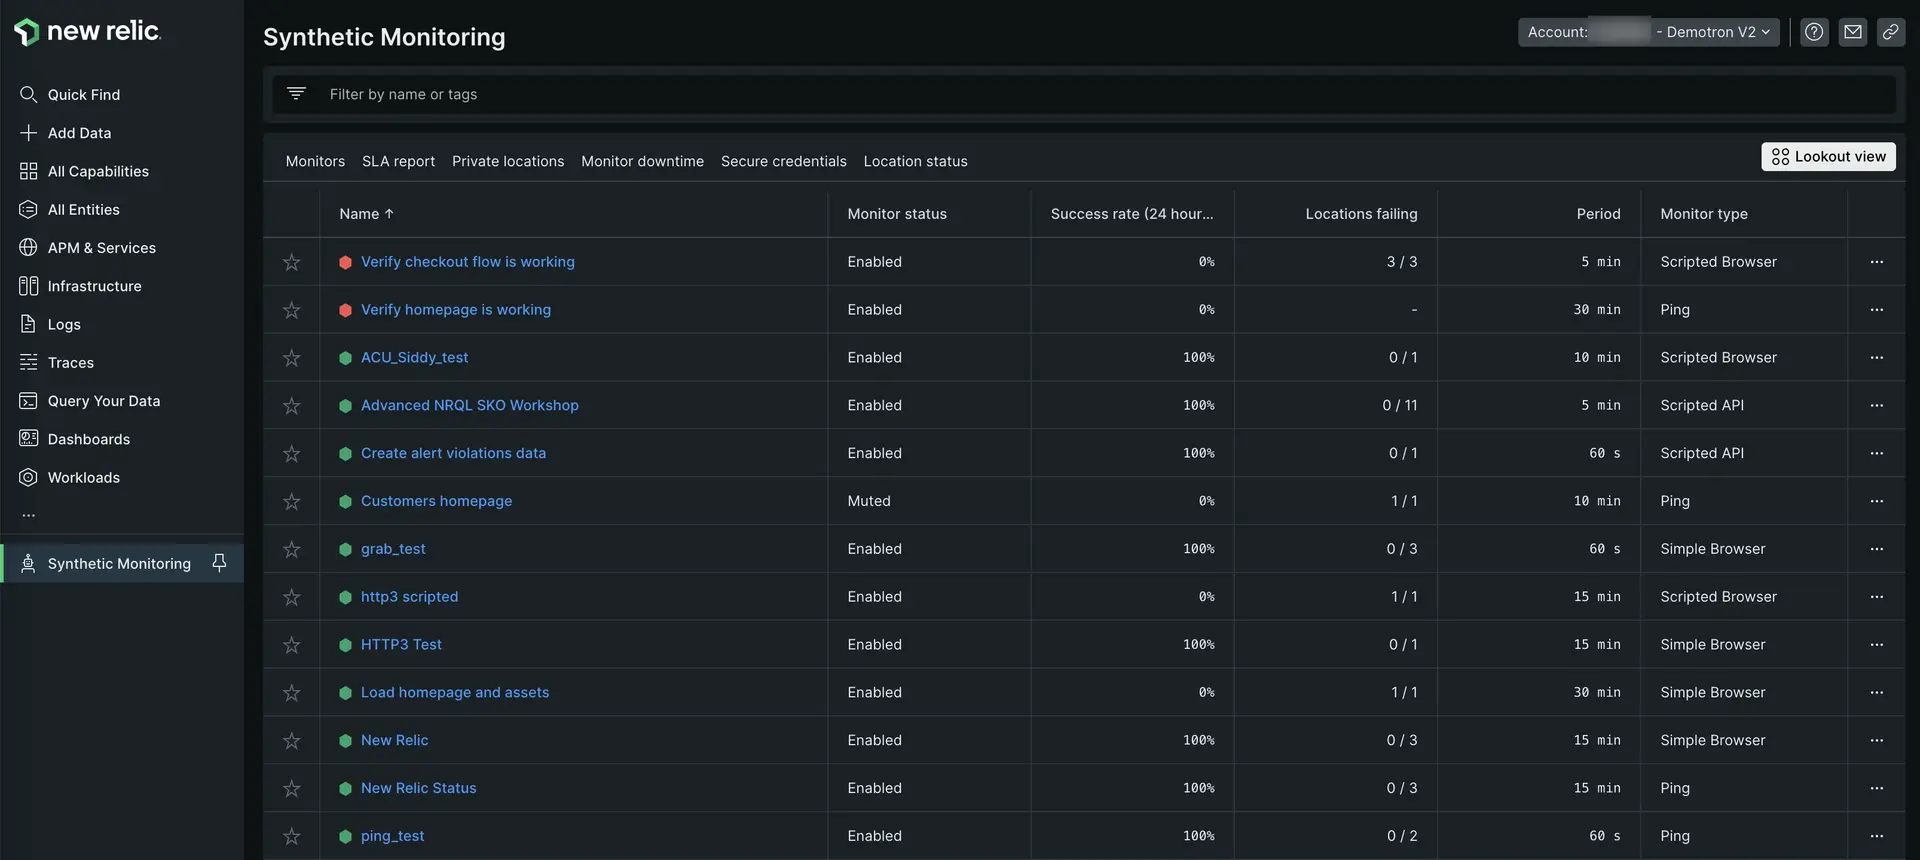 new relic.
Quick Find
Add Data
All Capabilities
All Entities
APM & Services
Infrastructure
Logs
Traces
Query Your Data
Dashboards
Workloads
...
Synthetic Monitoring
Synthetic Monitoring
Account: - Demotron V2
Filter by name or tags
Monitors SLA report Private locations Monitor downtime Secure credentials Location status Lookout view
Name ↑ Monitor status Success rate (24 hour... Locations failing Period Monitor type
Verify checkout flow is working Enabled 0% 3 / 3 5 min Scripted Browser ...
Verify homepage is working Enabled 0% - 30 min Ping ...
ACU_Siddy_test Enabled 100% 0 / 1 10 min Scripted Browser ...
Advanced NRQL SKO Workshop Enabled 100% 0 / 11 5 min Scripted API ...
Create alert violations data Enabled 100% 0 / 1 60 s Scripted API ...
Customers homepage Muted 0% 1 / 1 10 min Ping ...
grab_test Enabled 100% 0 / 3 60 s Simple Browser ...
http3 scripted Enabled 0% 1 / 1 15 min Scripted Browser ...
HTTP3 Test Enabled 100% 0 / 1 15 min Simple Browser ...
Load homepage and assets Enabled 0% 1 / 1 30 min Simple Browser ...
New Relic Enabled 100% 0 / 3 15 min Simple Browser ...
New Relic Status Enabled 100% 0 / 3 15 min Ping ...
ping_test Enabled 100% 0 / 2 60 s Ping ...